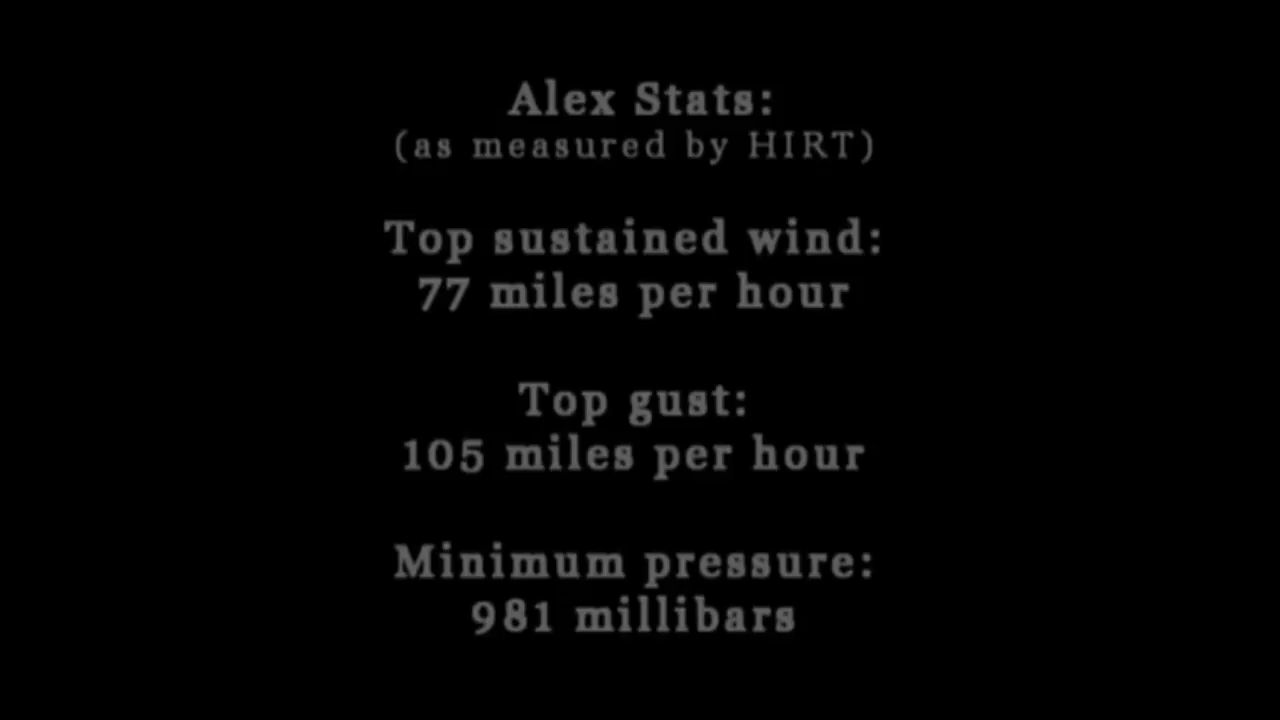 Alex Stats:
(as measured by HIRT)
Top sustained wind:
77 miles per hour
Top gust:
105 miles per hour
Minimum pressure:
981 millibars